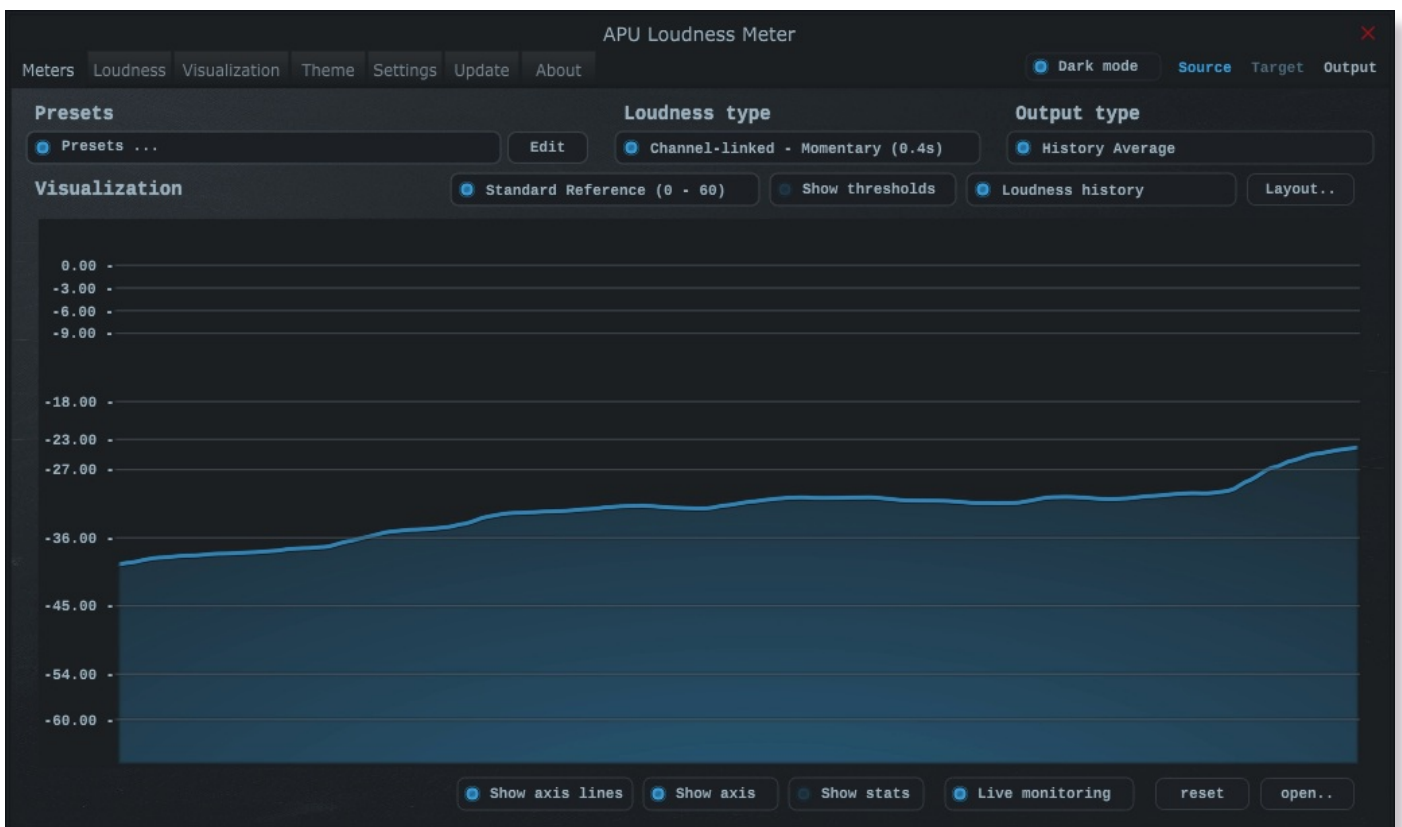 APU Loudness Meter
Meters Loudness Visualization Theme Settings Update About Dark mode Source Target Output
Presets Loudness type Output type
Presets ... Edit Channel-linked - Momentary (0.4s) History Average
Visualization Standard Reference (0 - 60) Show thresholds Loudness history Layout..
0.00 -
-3.00 -
-6.00 -
-9.00 -
-18.00 -
-23.00 -
-27.00 -
-36.00 -
-45.00 -
-54.00 -
-60.00 -
Show axis lines Show axis Show stats Live monitoring reset open..